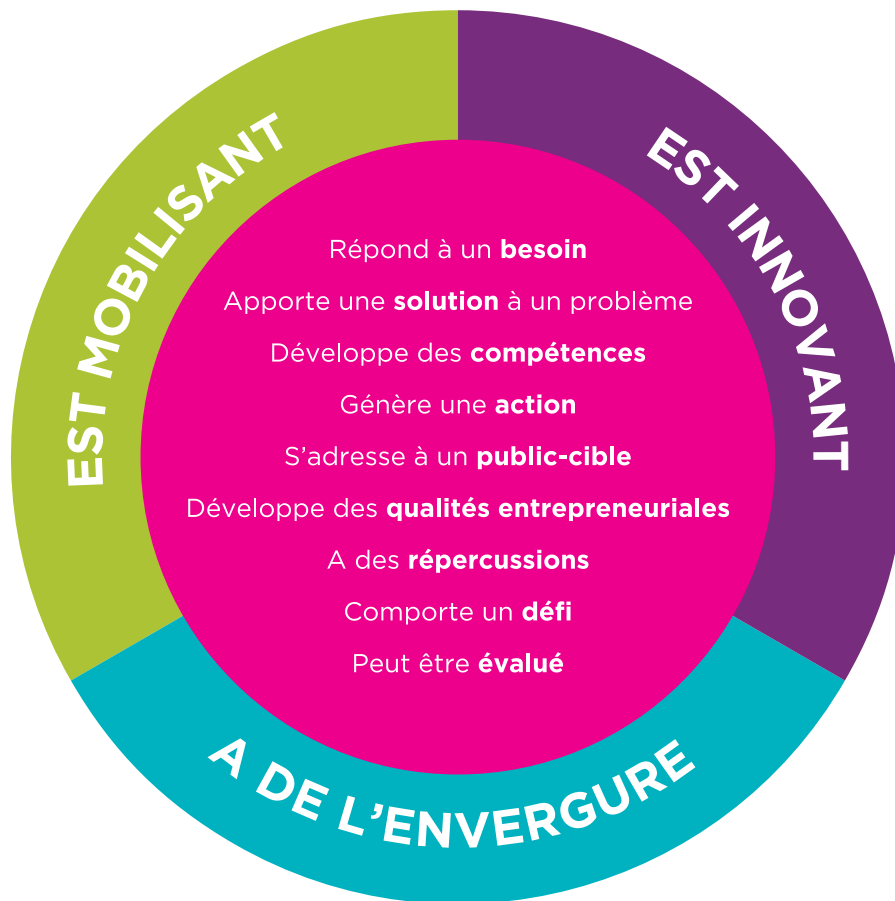 EST MOBILISANT
EST INNOVANT
Répond à un besoin
Apporte une solution à un problème
Développe des compétences
Génère une action
S’adresse à un public-cible
Développe des qualités entrepreneuriales
A des répercussions
Comporte un défi
Peut être évalué
A DE L’ENVERGURE